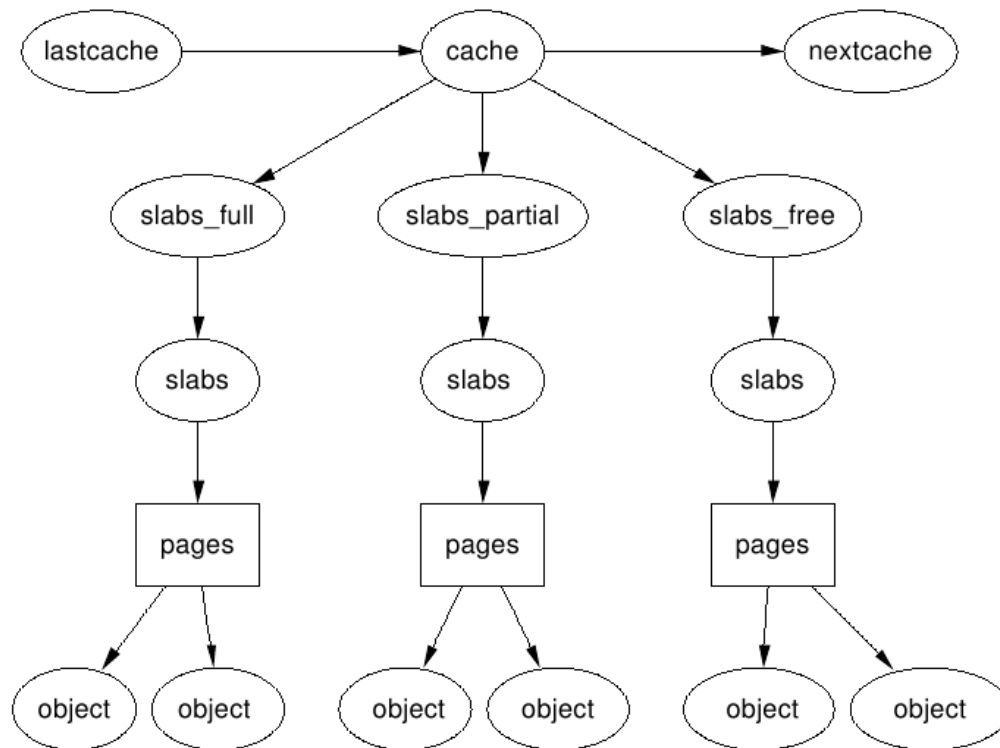 lastcache
cache
nextcache
slabs_full
slabs_partial
slabs_free
slabs
slabs
slabs
pages
pages
pages
object
object
object
object
object
object